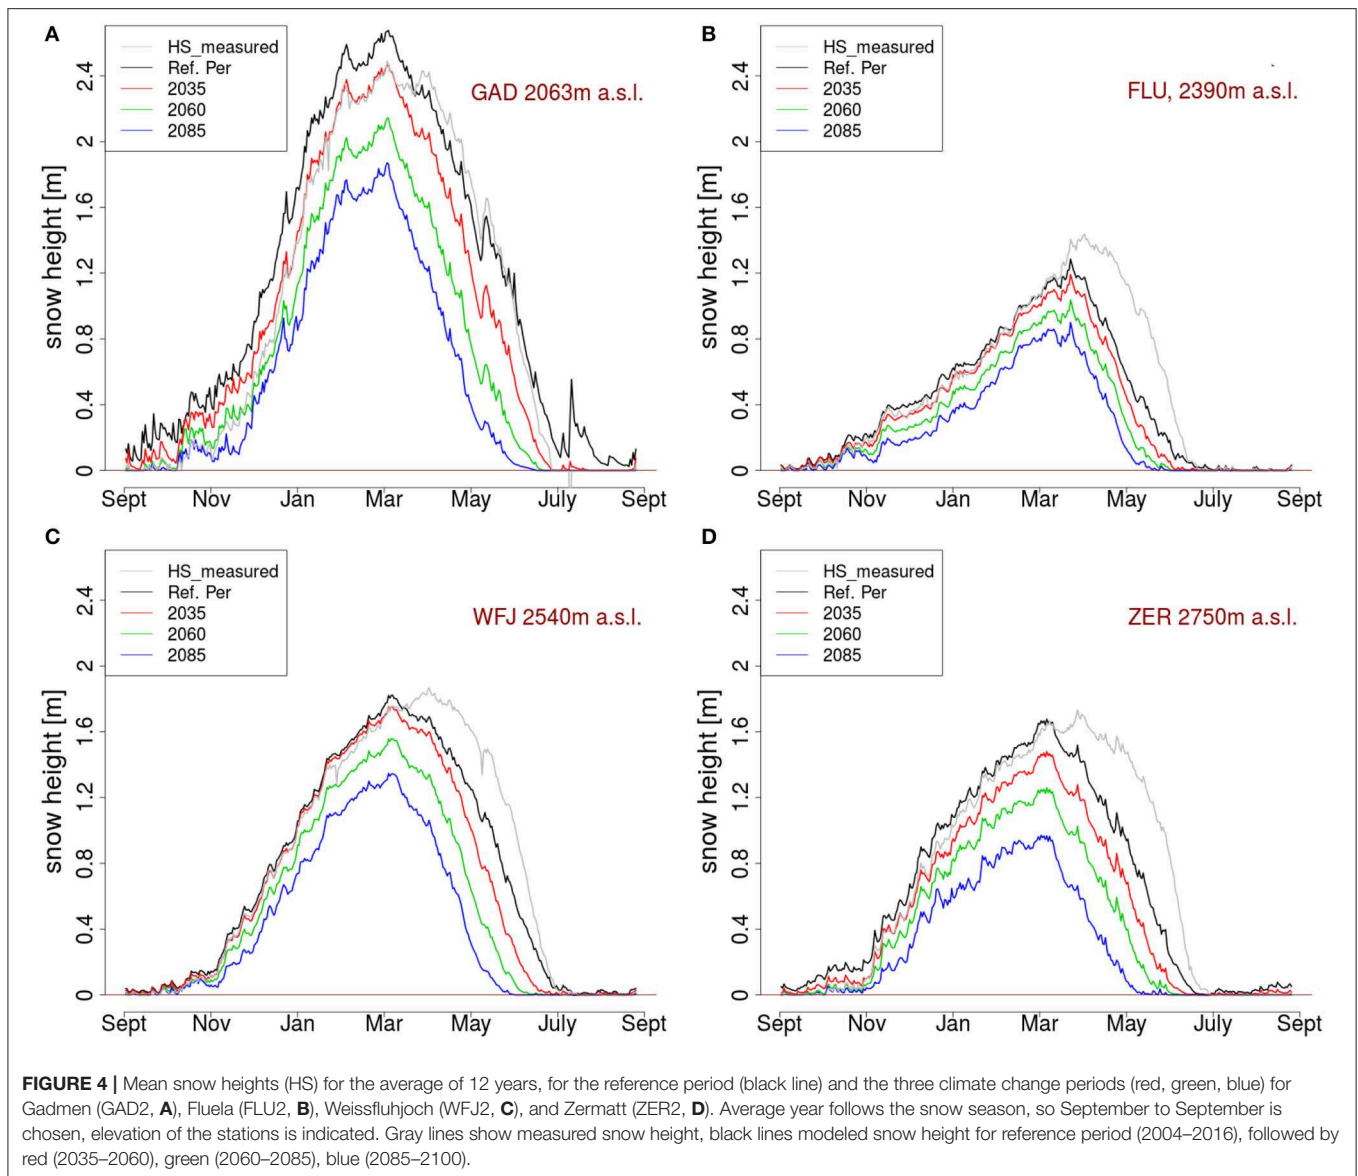 A
HS_measured
Ref. Per
2035
2060
2085
GAD 2063m a.s.l.
snow height [m]
0 0.4 0.8 1.2 1.6 2 2.4
Sept Nov Jan Mar May July Sept
B
HS_measured
Ref. Per
2035
2060
2085
FLU, 2390m a.s.l.
snow height [m]
0 0.4 0.8 1.2 1.6 2 2.4
Sept Nov Jan Mar May July Sept
C
HS_measured
Ref. Per
2035
2060
2085
WFJ 2540m a.s.l.
snow height [m]
0 0.4 0.8 1.2 1.6 2 2.4
Sept Nov Jan Mar May July Sept
D
HS_measured
Ref. Per
2035
2060
2085
ZER 2750m a.s.l.
snow height [m]
0 0.4 0.8 1.2 1.6 2 2.4
Sept Nov Jan Mar May July Sept
FIGURE 4 | Mean snow heights (HS) for the average of 12 years, for the reference period (black line) and the three climate change periods (red, green, blue) for
Gadmen (GAD2, A), Fluela (FLU2, B), Weissfluhjoch (WFJ2, C), and Zermatt (ZER2, D). Average year follows the snow season, so September to September is
chosen, elevation of the stations is indicated. Gray lines show measured snow height, black lines modeled snow height for reference period (2004–2016), followed by
red (2035–2060), green (2060–2085), blue (2085–2100).